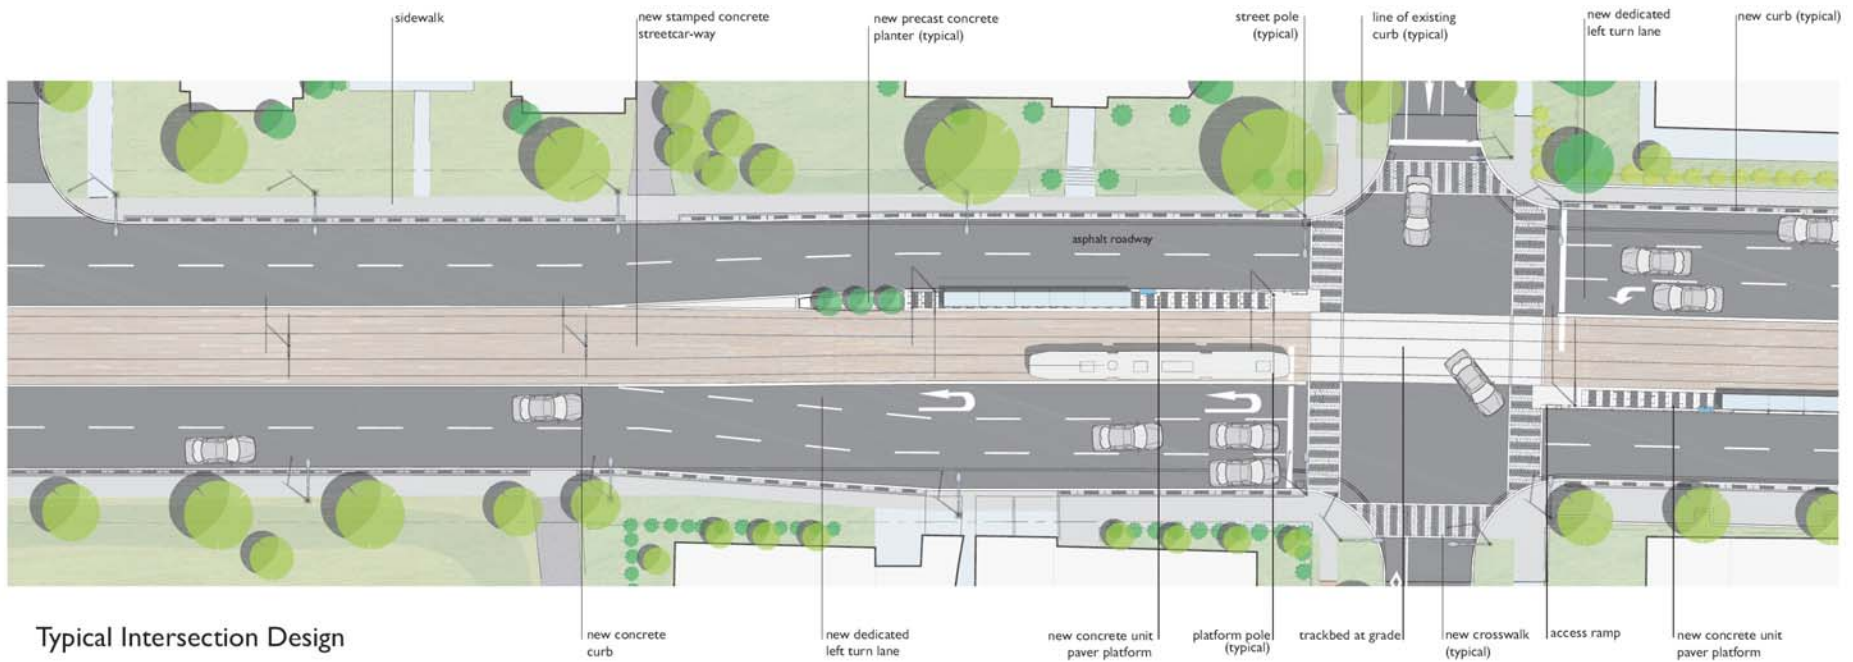 sidewalk
new stamped concrete
streetcar-way
new precast concrete
planter (typical)
street pole
(typical)
line of existing
curb (typical)
new dedicated
left turn lane
new curb (typical)
asphalt roadway
Typical Intersection Design
new concrete
curb
new dedicated
left turn lane
new concrete unit
paver platform
platform pole
(typical)
trackbed at grade
new crosswalk
(typical)
access ramp
new concrete unit
paver platform